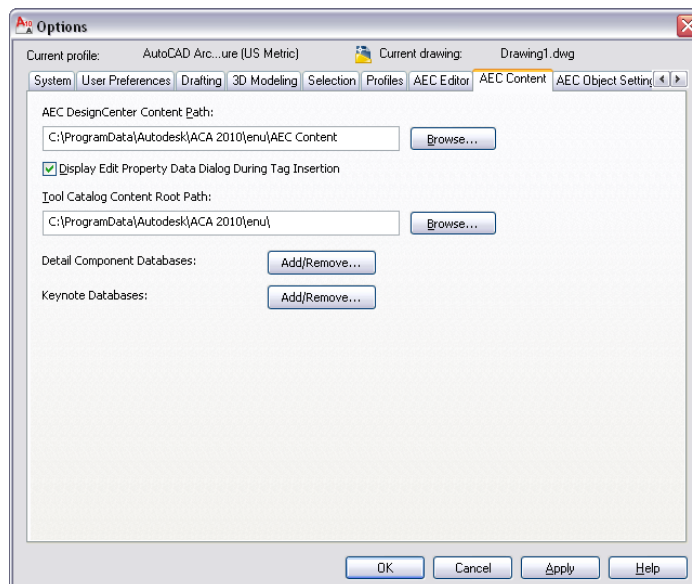 Options
Current profile: AutoCAD Arc...ure (US Metric) Current drawing: Drawing1.dwg
System User Preferences Drafting 3D Modeling Selection Profiles AEC Editor AEC Content AEC Object Setting
AEC DesignCenter Content Path:
C:\ProgramData\Autodesk\ACA 2010\enu\AEC Content Browse...
Display Edit Property Data Dialog During Tag Insertion
Tool Catalog Content Root Path:
C:\ProgramData\Autodesk\ACA 2010\enu\ Browse...
Detail Component Databases: Add/Remove...
Keynote Databases: Add/Remove...
OK Cancel Apply Help